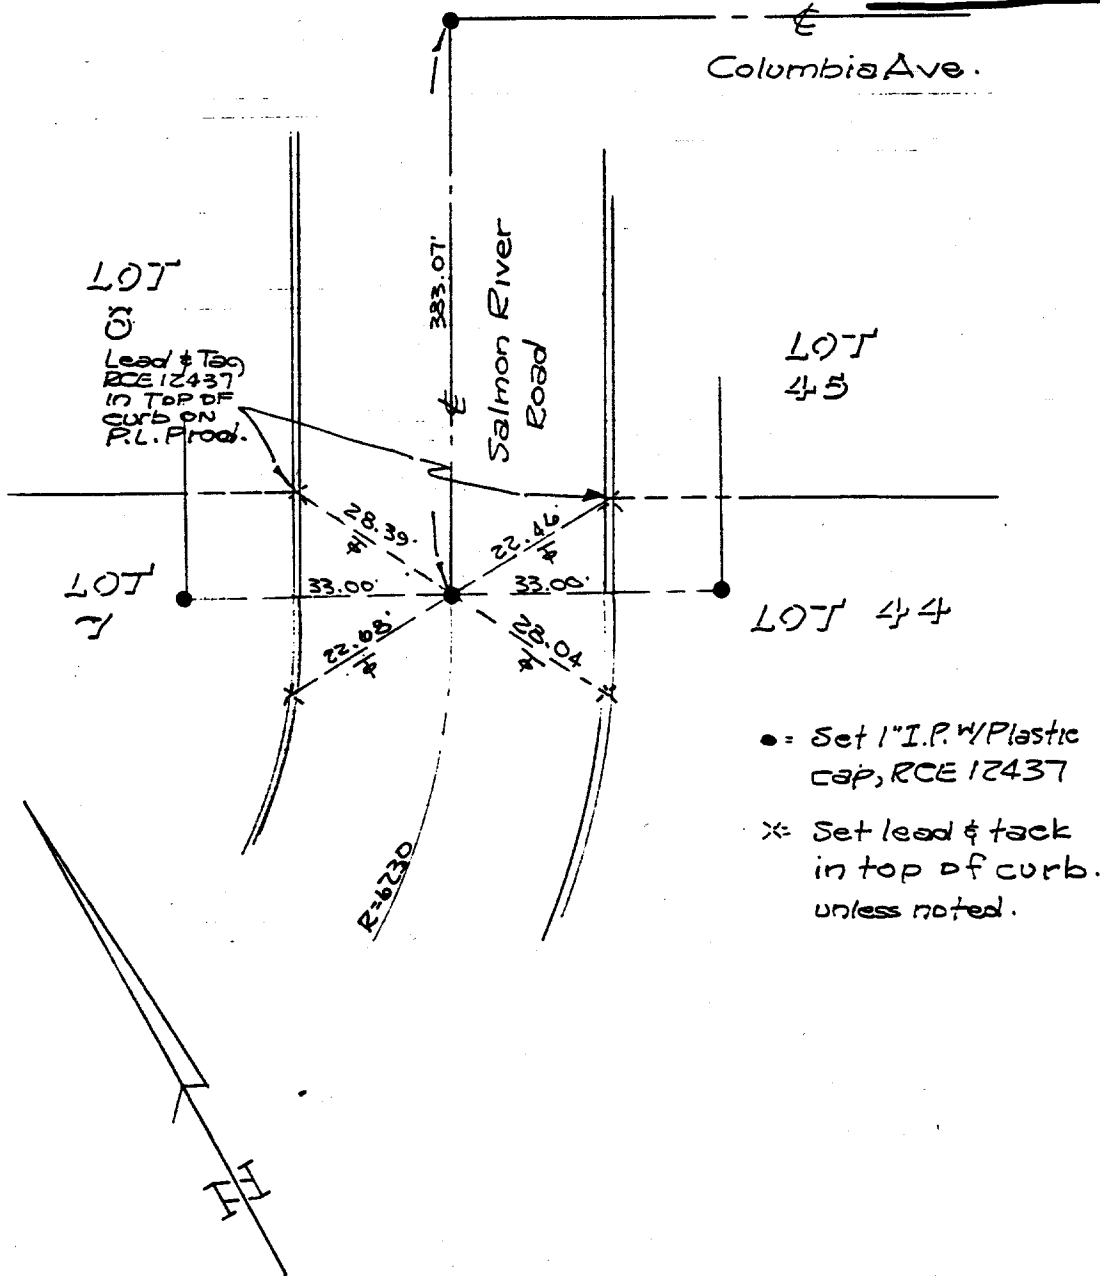 ℄
Columbia Ave.
383.07'
℄
Salmon River
Road
LOT
8
Lead & Tag
RCE 12437
in TOP OF
curb ON
P.L. Prod.
LOT
45
28.39'
22.46'
33.00'
33.00'
22.68'
28.04
LOT
7
LOT 44
R=6230
● = Set 1" I.P. W/Plastic
cap, RCE 12437
X = Set lead & tack
in top of curb.
unless noted.